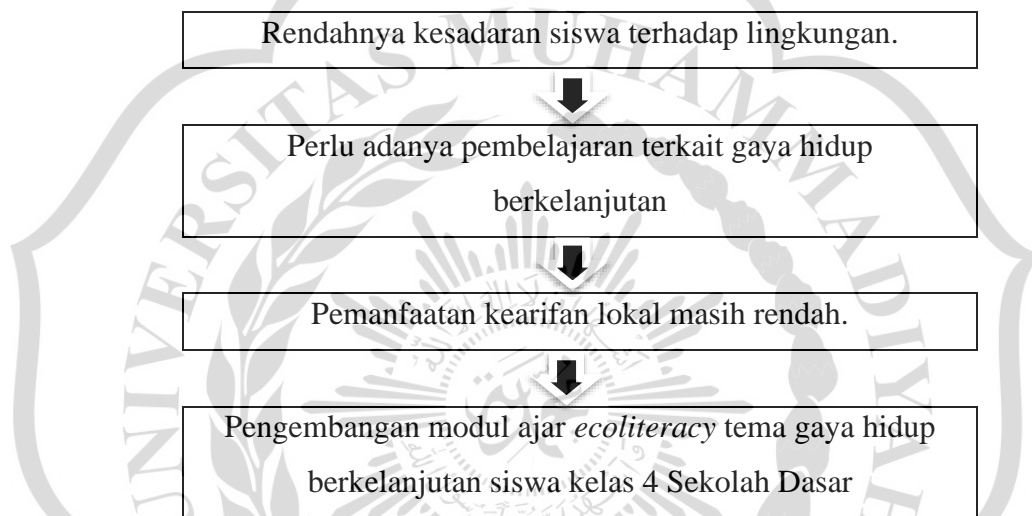 Rendahnya kesadaran siswa terhadap lingkungan.
Perlu adanya pembelajaran terkait gaya hidup
berkelanjutan
Pemanfaatan kearifan lokal masih rendah.
Pengembangan modul ajar ecoliteracy tema gaya hidup
berkelanjutan siswa kelas 4 Sekolah Dasar